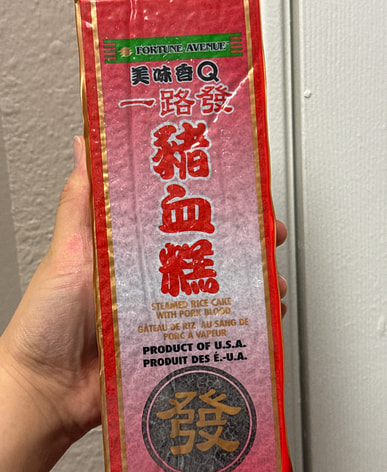 FORTUNE AVENUE
美味香Q
一路發
豬血糕
STEAMED RICE CAKE
WITH PORK BLOOD
GÂTEAU DE RIZ AU SANG DE
PORC À VAPEUR
PRODUCT OF U.S.A.
PRODUIT DES É.-U.A.
發